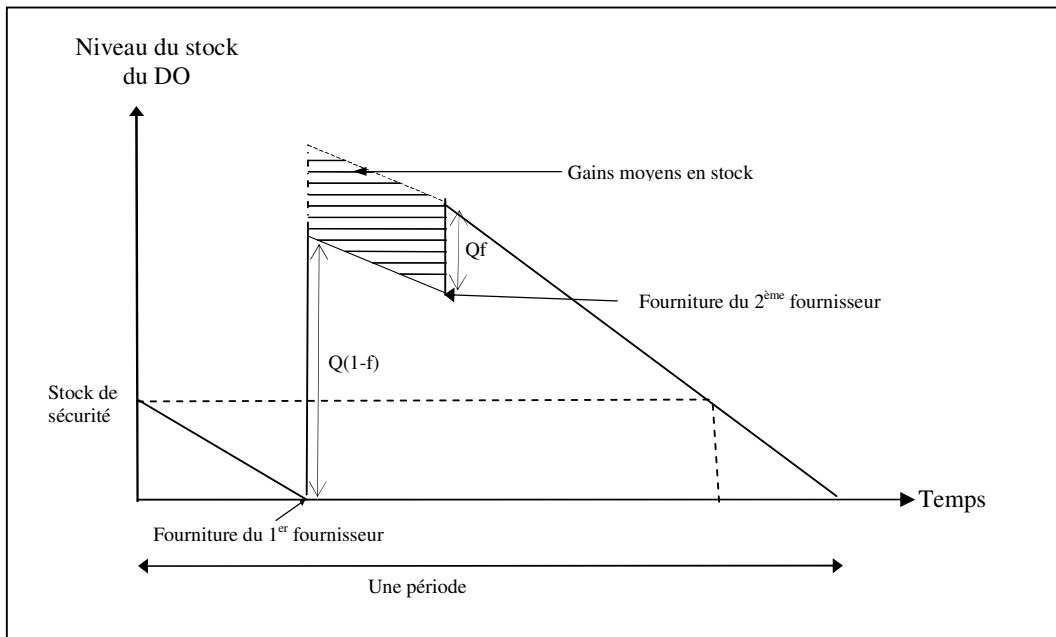 Niveau du stock
du DO
Gains moyens en stock
Qf
Fourniture du 2ème fournisseur
Q(1-f)
Stock de
sécurité
Temps
Fourniture du 1er fournisseur
Une période